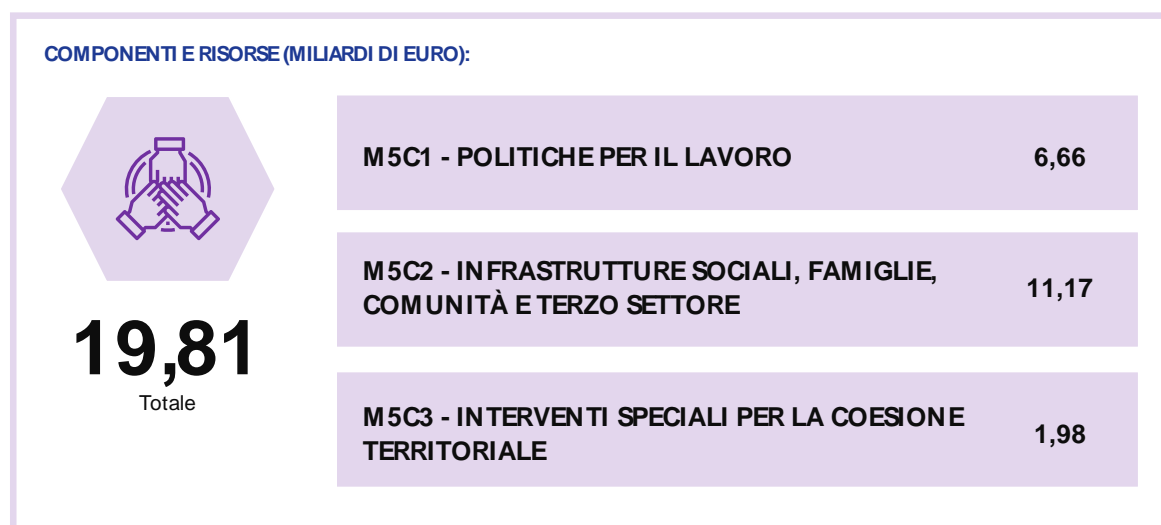 COMPONENTI E RISORSE (MILIARDI DI EURO):
M5C1 - POLITICHE PER IL LAVORO 6,66
M5C2 - INFRASTRUTTURE SOCIALI, FAMIGLIE,
COMUNITÀ E TERZO SETTORE 11,17
19,81
Totale
M5C3 - INTERVENTI SPECIALI PER LA COESIONE
TERRITORIALE 1,98